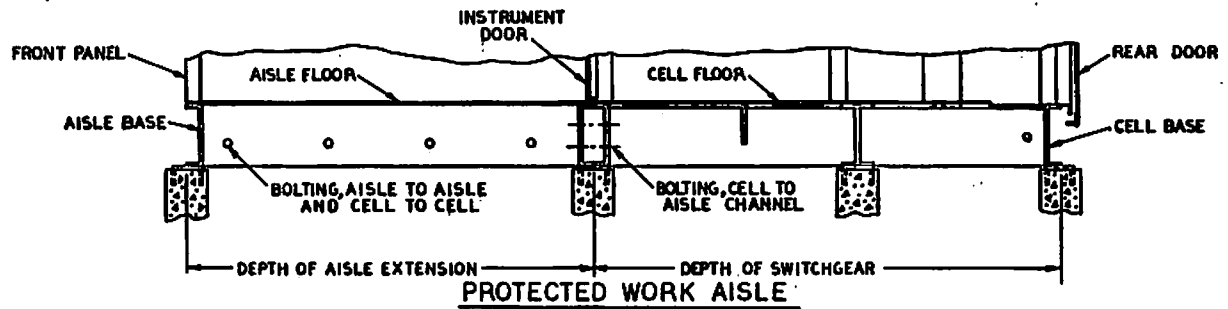 INSTRUMENT
DOOR
FRONT PANEL
AISLE FLOOR
CELL FLOOR
REAR DOOR
AISLE BASE
CELL BASE
BOLTING, AISLE TO AISLE
AND CELL TO CELL
BOLTING, CELL TO
AISLE CHANNEL
DEPTH OF AISLE EXTENSION
DEPTH OF SWITCHGEAR
PROTECTED WORK AISLE